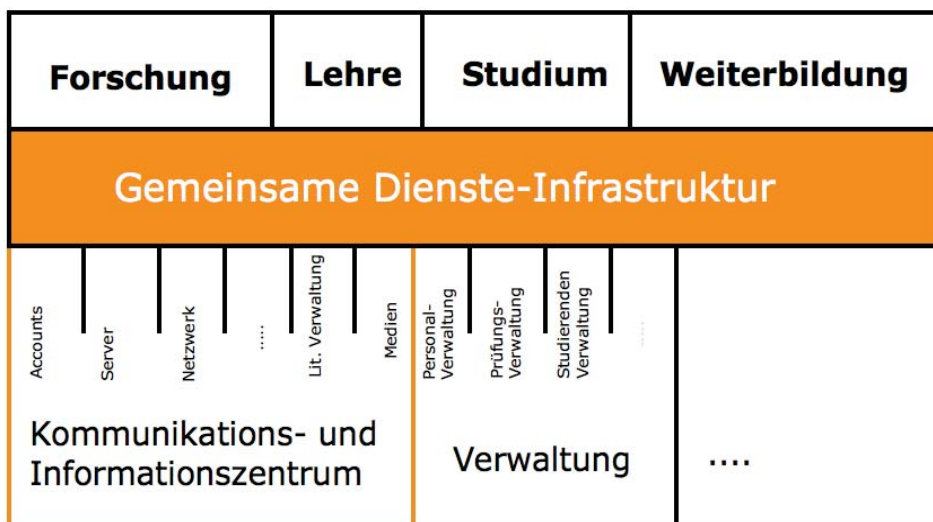 Forschung
Lehre
Studium
Weiterbildung
Gemeinsame Dienste-Infrastruktur
Accounts
Server
Netzwerk
.....
Lit. Verwaltung
Medien
Personal-
Verwaltung
Prüfungs-
Verwaltung
Studierenden
Verwaltung
.....
Kommunikations- und
Informationszentrum
Verwaltung
....